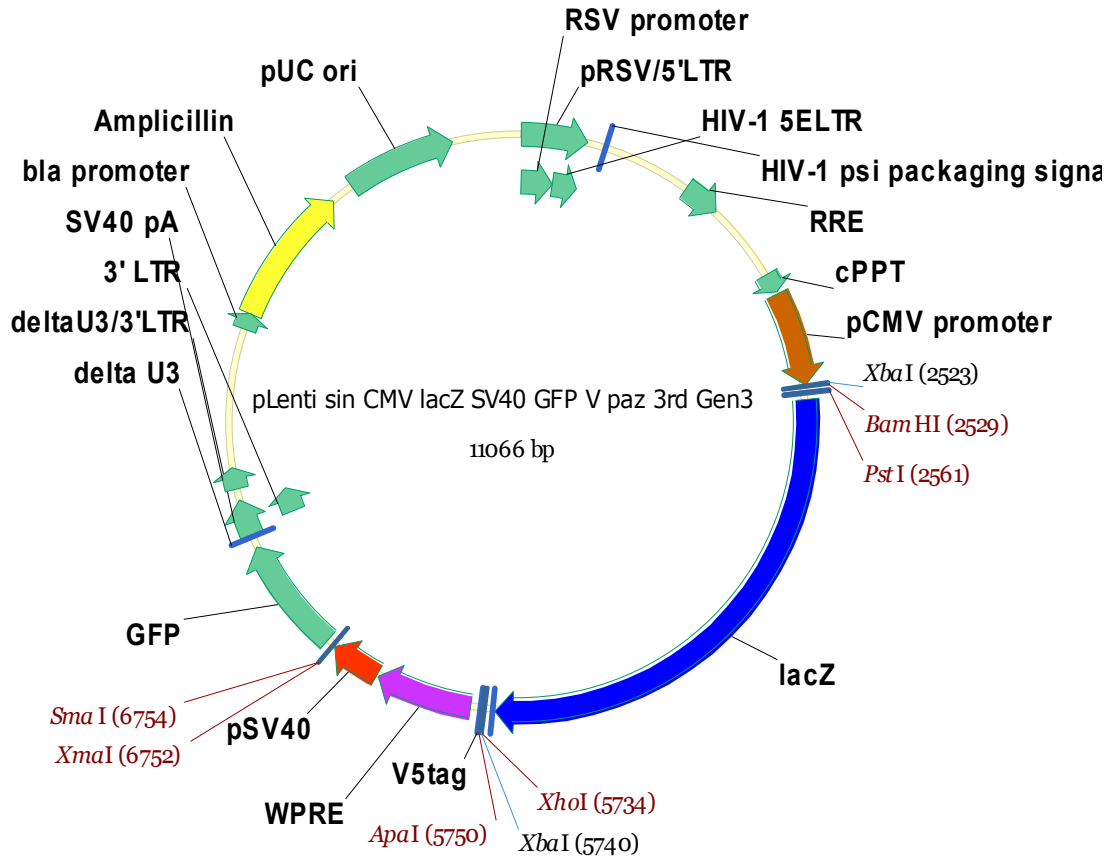 RSV promoter
pUC ori
pRSV/5'LTR
Amplicillin
HIV-1 5ELTR
bla promoter
HIV-1 psi packaging signa
SV40 pA
RRE
3' LTR
cPPT
deltaU3/3'LTR
pCMV promoter
delta U3
XbaI (2523)
pLenti sin CMV lacZ SV40 GFP V paz 3rd Gen3
BamHI (2529)
11066 bp
PstI (2561)
GFP
lacZ
SmaI (6754)
pSV40
XmaI (6752)
V5tag
XhoI (5734)
WPRE
ApaI (5750)
XbaI (5740)